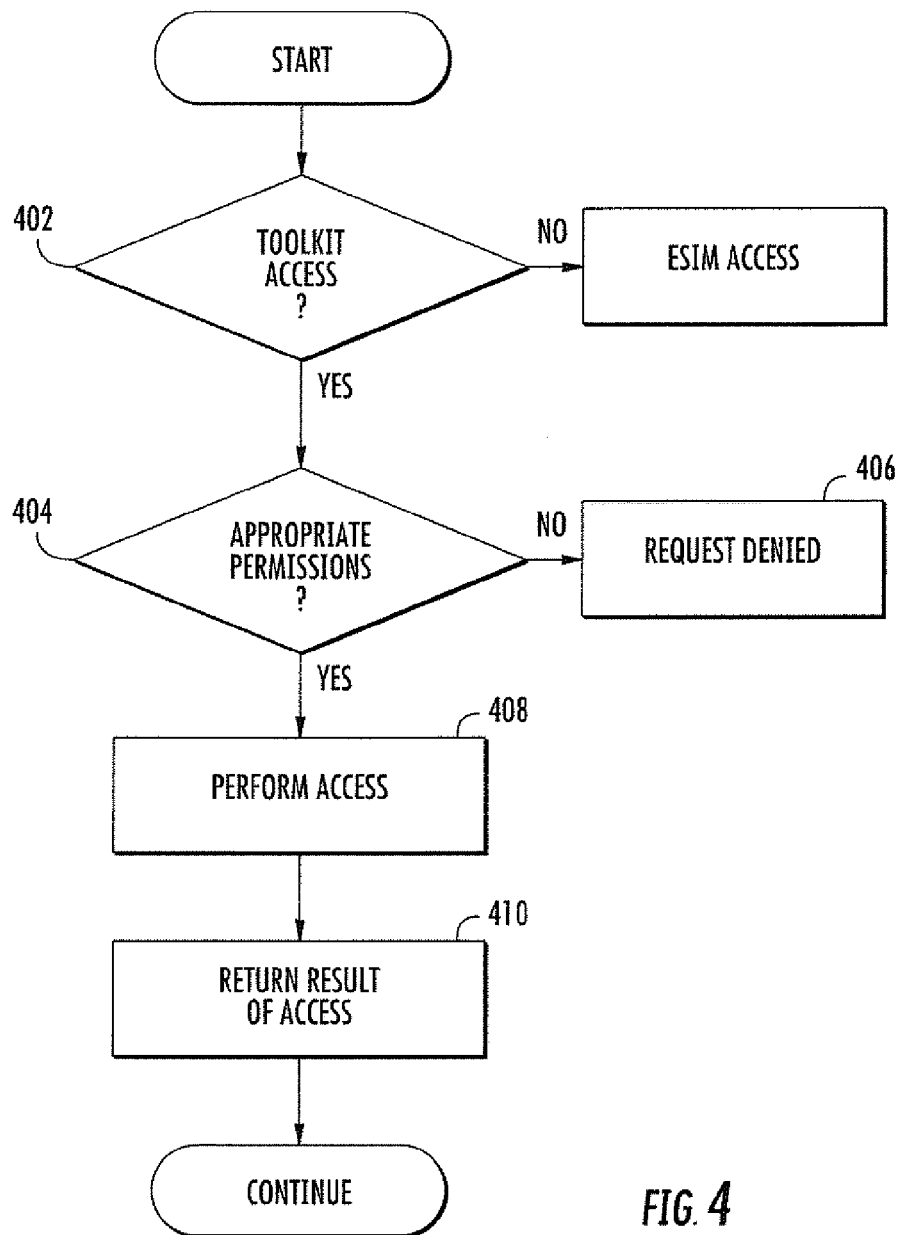 START
402
TOOLKIT
ACCESS
?
NO
ESIM ACCESS
YES
404
APPROPRIATE
PERMISSIONS
?
NO
406
REQUEST DENIED
YES
408
PERFORM ACCESS
410
RETURN RESULT
OF ACCESS
CONTINUE
FIG. 4